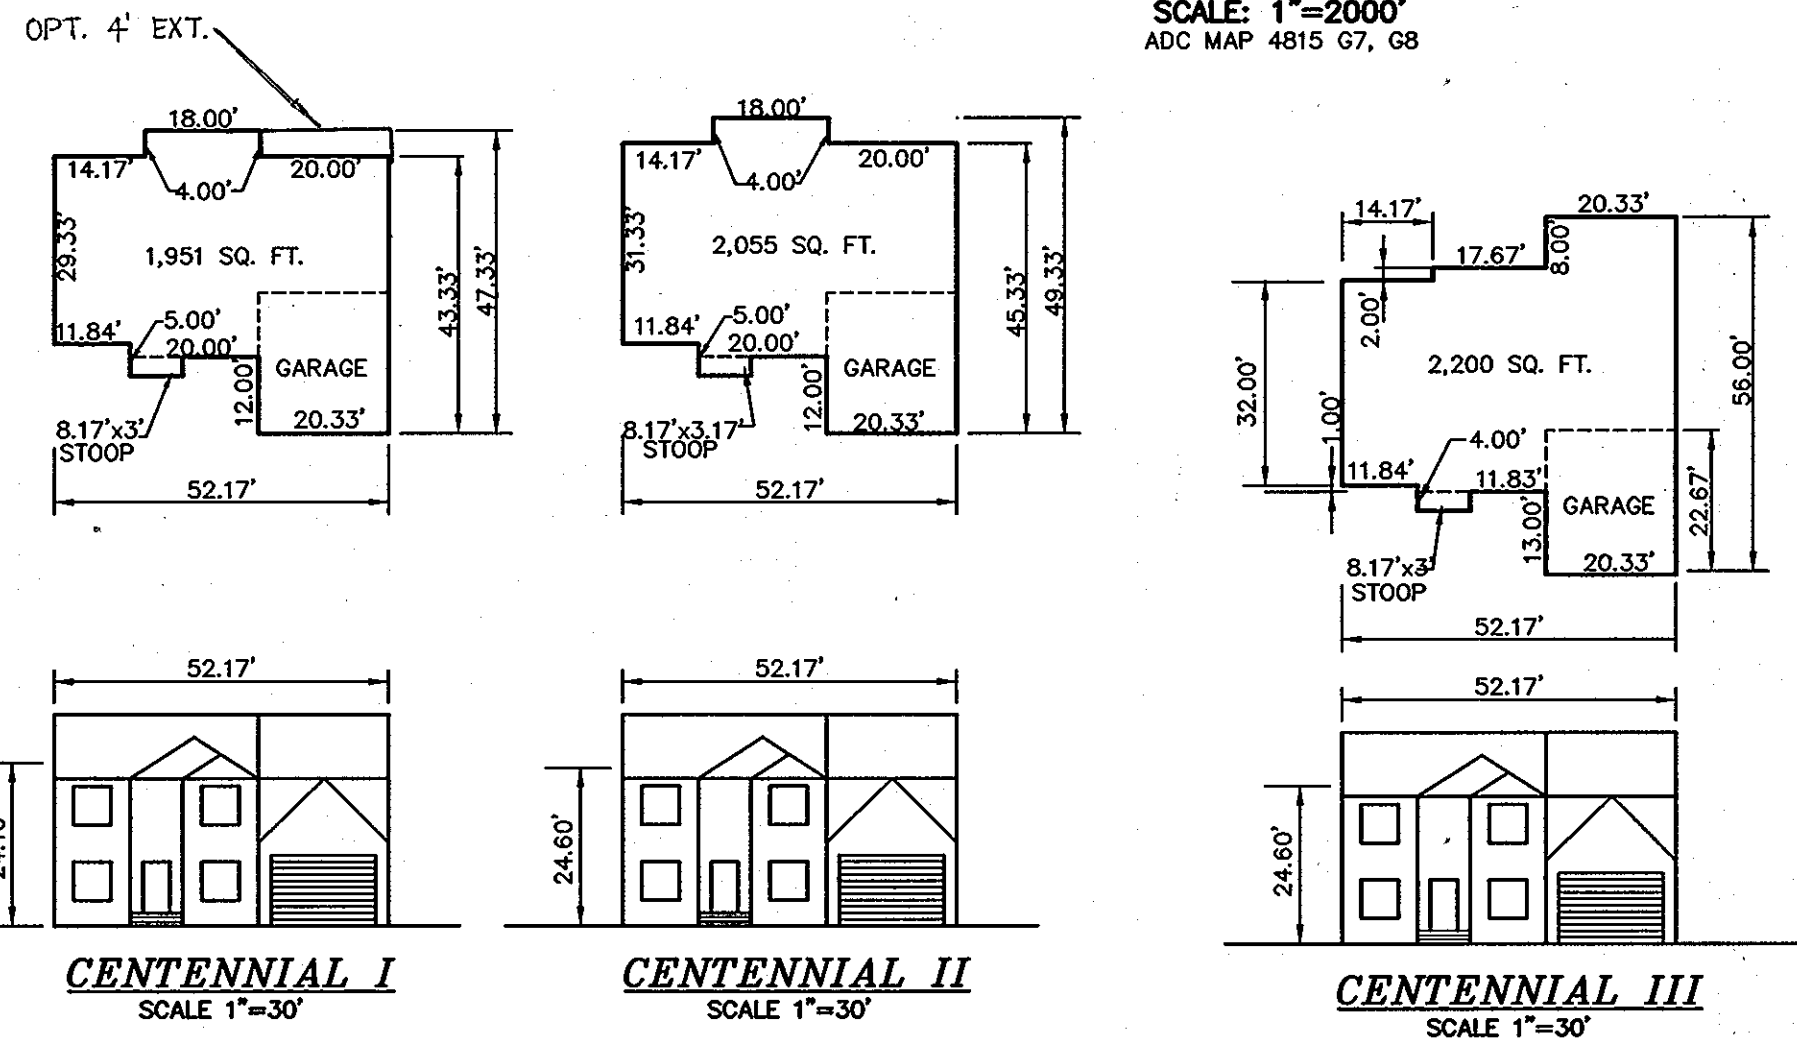 OPT. 4' EXT.
SCALE: 1"=2000'
ADC MAP 4815 G7, G8
18.00'
14.17'
20.00'
4.00'
29.33'
1,951 SQ. FT.
43.33'
47.33'
11.84'
5.00'
20.00'
12.00'
GARAGE
20.33'
8.17'x3'
STOOP
52.17'
18.00'
14.17'
20.00'
4.00'
31.33'
2,055 SQ. FT.
45.33'
49.33'
11.84'
5.00'
20.00'
12.00'
GARAGE
20.33'
8.17'x3.17'
STOOP
52.17'
14.17'
20.33'
17.67'
8.00'
2.00'
32.00'
1.00'
2,200 SQ. FT.
56.00'
4.00'
11.84'
11.83'
13.00'
GARAGE
22.67'
20.33'
8.17'x3'
STOOP
52.17'
52.17'
CENTENNIAL I
SCALE 1"=30'
52.17'
24.60'
CENTENNIAL II
SCALE 1"=30'
52.17'
24.60'
CENTENNIAL III
SCALE 1"=30'